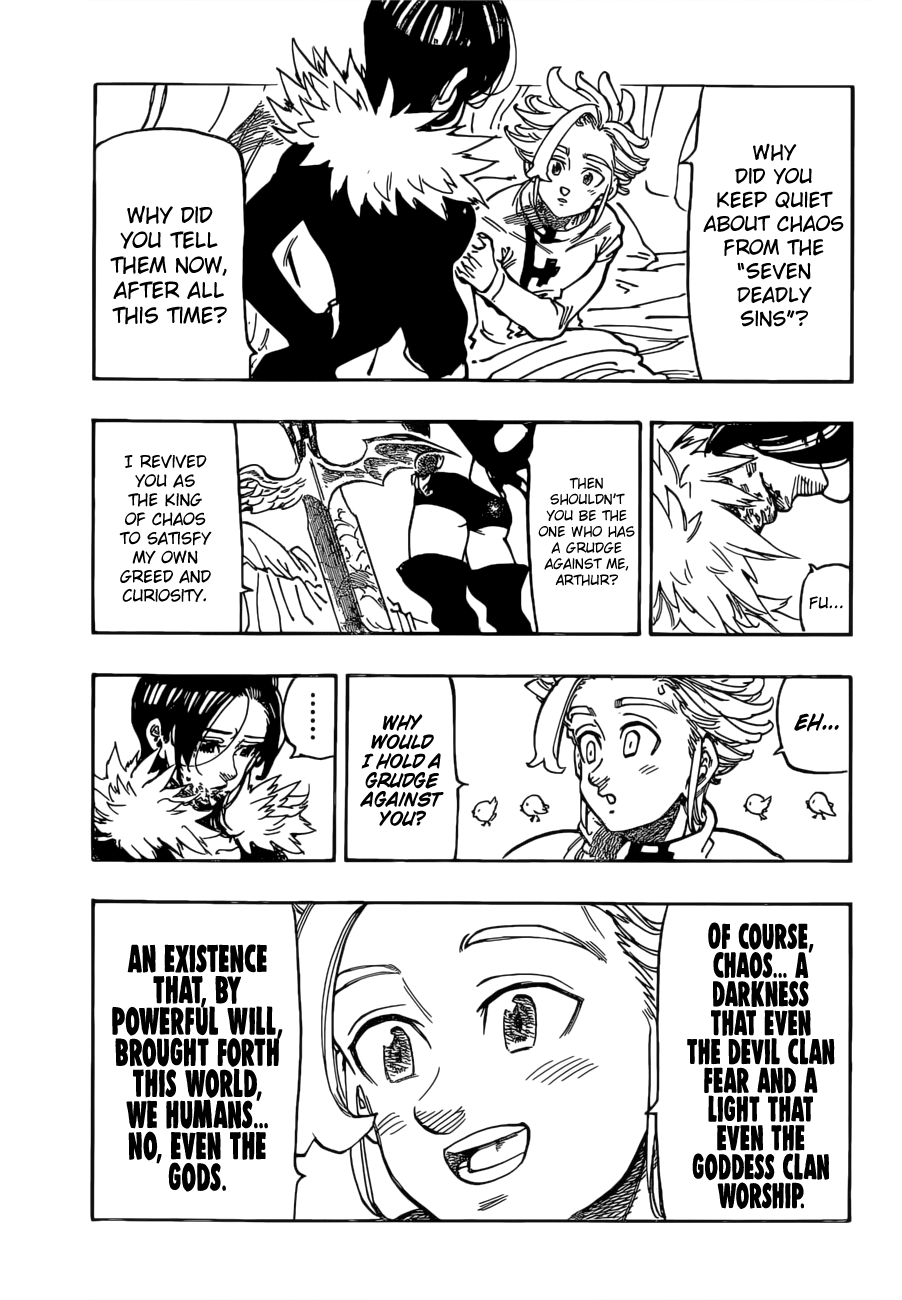 WHY
DID YOU
KEEP QUIET
ABOUT CHAOS
FROM THE
"SEVEN
DEADLY
SINS"?
WHY DID
YOU TELL
THEM NOW,
AFTER ALL
THIS TIME?
FU...
THEN
SHOULDN'T
YOU BE THE
ONE WHO HAS
A GRUDGE
AGAINST ME,
ARTHUR?
I REVIVED
YOU AS
THE KING
OF CHAOS
TO SATISFY
MY OWN
GREED AND
CURIOSITY.
EH...
WHY
WOULD
I HOLD A
GRUDGE
AGAINST
YOU?
......
OF COURSE,
CHAOS... A
DARKNESS
THAT EVEN
THE DEVIL CLAN
FEAR AND A
LIGHT THAT
EVEN THE
GODDESS CLAN
WORSHIP.
AN EXISTENCE
THAT, BY
POWERFUL WILL,
BROUGHT FORTH
THIS WORLD,
WE HUMANS...
NO, EVEN THE
GODS.